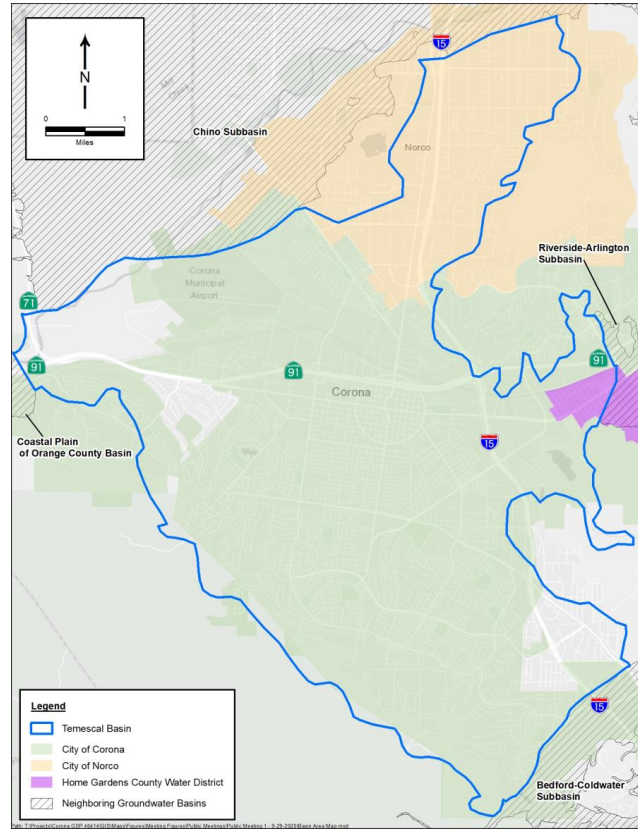 N
0 1
Miles
15
Mill
Creek
Chino Subbasin
Norco
Riverside-Arlington
Subbasin
Corona
Municipal
Airport
71
91
91
91
Corona
15
Coastal Plain
of Orange County Basin
Legend
Temescal Basin
City of Corona
City of Norco
Home Gardens County Water District
Neighboring Groundwater Basins
15
Bedford-Coldwater
Subbasin